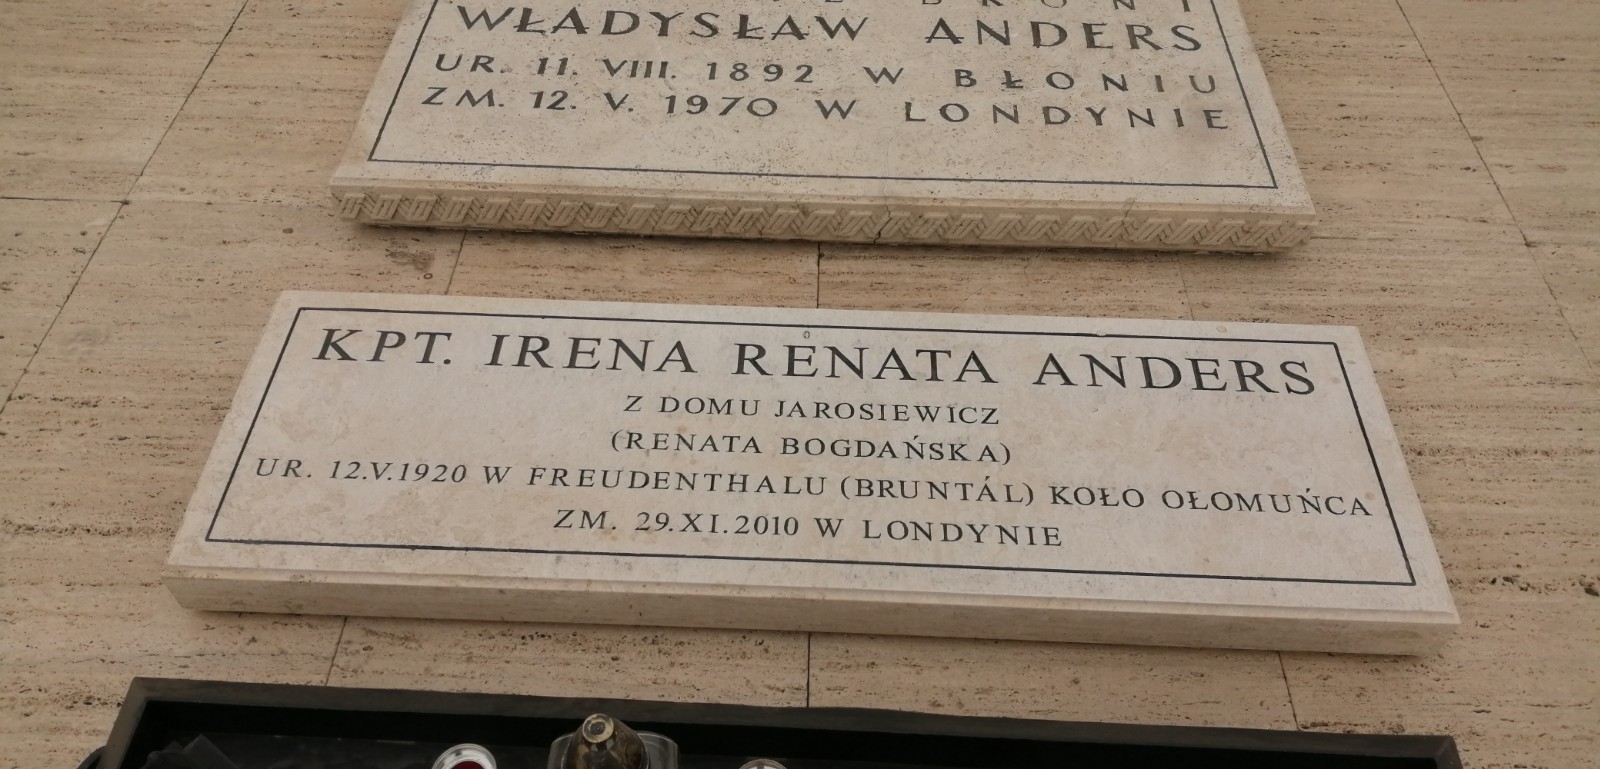 WŁADYSŁAW ANDERS
UR. 11. VIII. 1892 W BŁONIU
ZM. 12. V. 1970 W LONDYNIE
KPT. IRENA RENATA ANDERS
Z DOMU JAROSIEWICZ
(RENATA BOGDAŃSKA)
UR. 12.V.1920 W FREUDENTHALU (BRUNTÁL) KOŁO OŁOMUŃCA
ZM. 29.XI.2010 W LONDYNIE